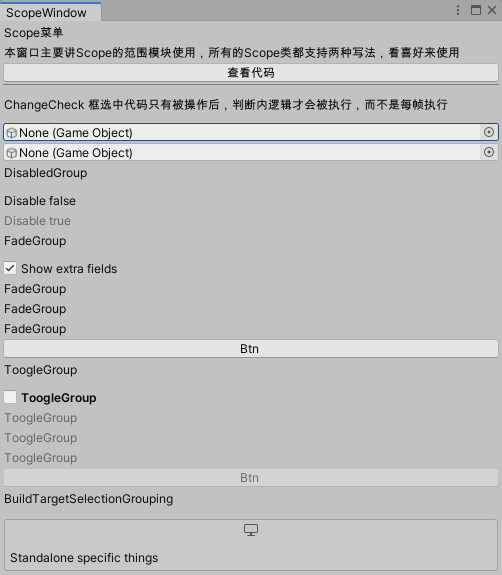 ScopeWindow
Scope菜单
本窗口主要讲Scope的范围模块使用，所有的Scope类都支持两种写法，看喜好来使用
查看代码
ChangeCheck 框选中代码只有被操作后，判断内逻辑才会被执行，而不是每帧执行
None (Game Object)
None (Game Object)
DisabledGroup
Disable false
Disable true
FadeGroup
Show extra fields
FadeGroup
FadeGroup
FadeGroup
Btn
ToogleGroup
ToogleGroup
ToogleGroup
ToogleGroup
ToogleGroup
Btn
BuildTargetSelectionGrouping
Standalone specific things